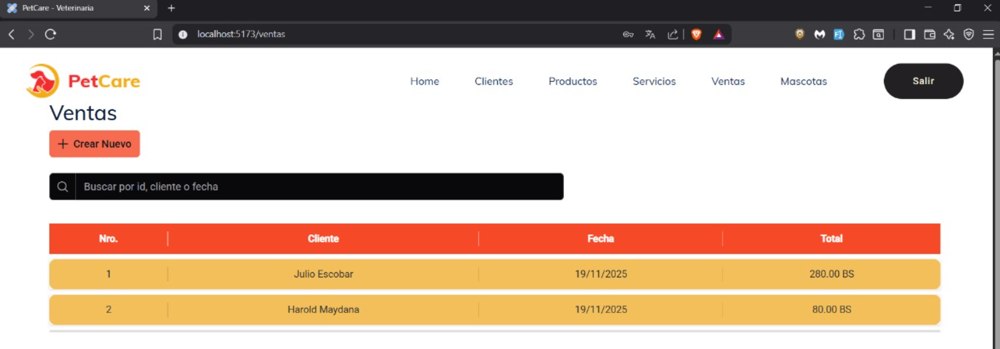 PetCare - Veterinaria
localhost:5173/ventas
PetCare
Home Clientes Productos Servicios Ventas Mascotas Salir
Ventas
+ Crear Nuevo
Buscar por id, cliente o fecha
Nro. Cliente Fecha Total
1 Julio Escobar 19/11/2025 280.00 BS
2 Harold Maydana 19/11/2025 80.00 BS